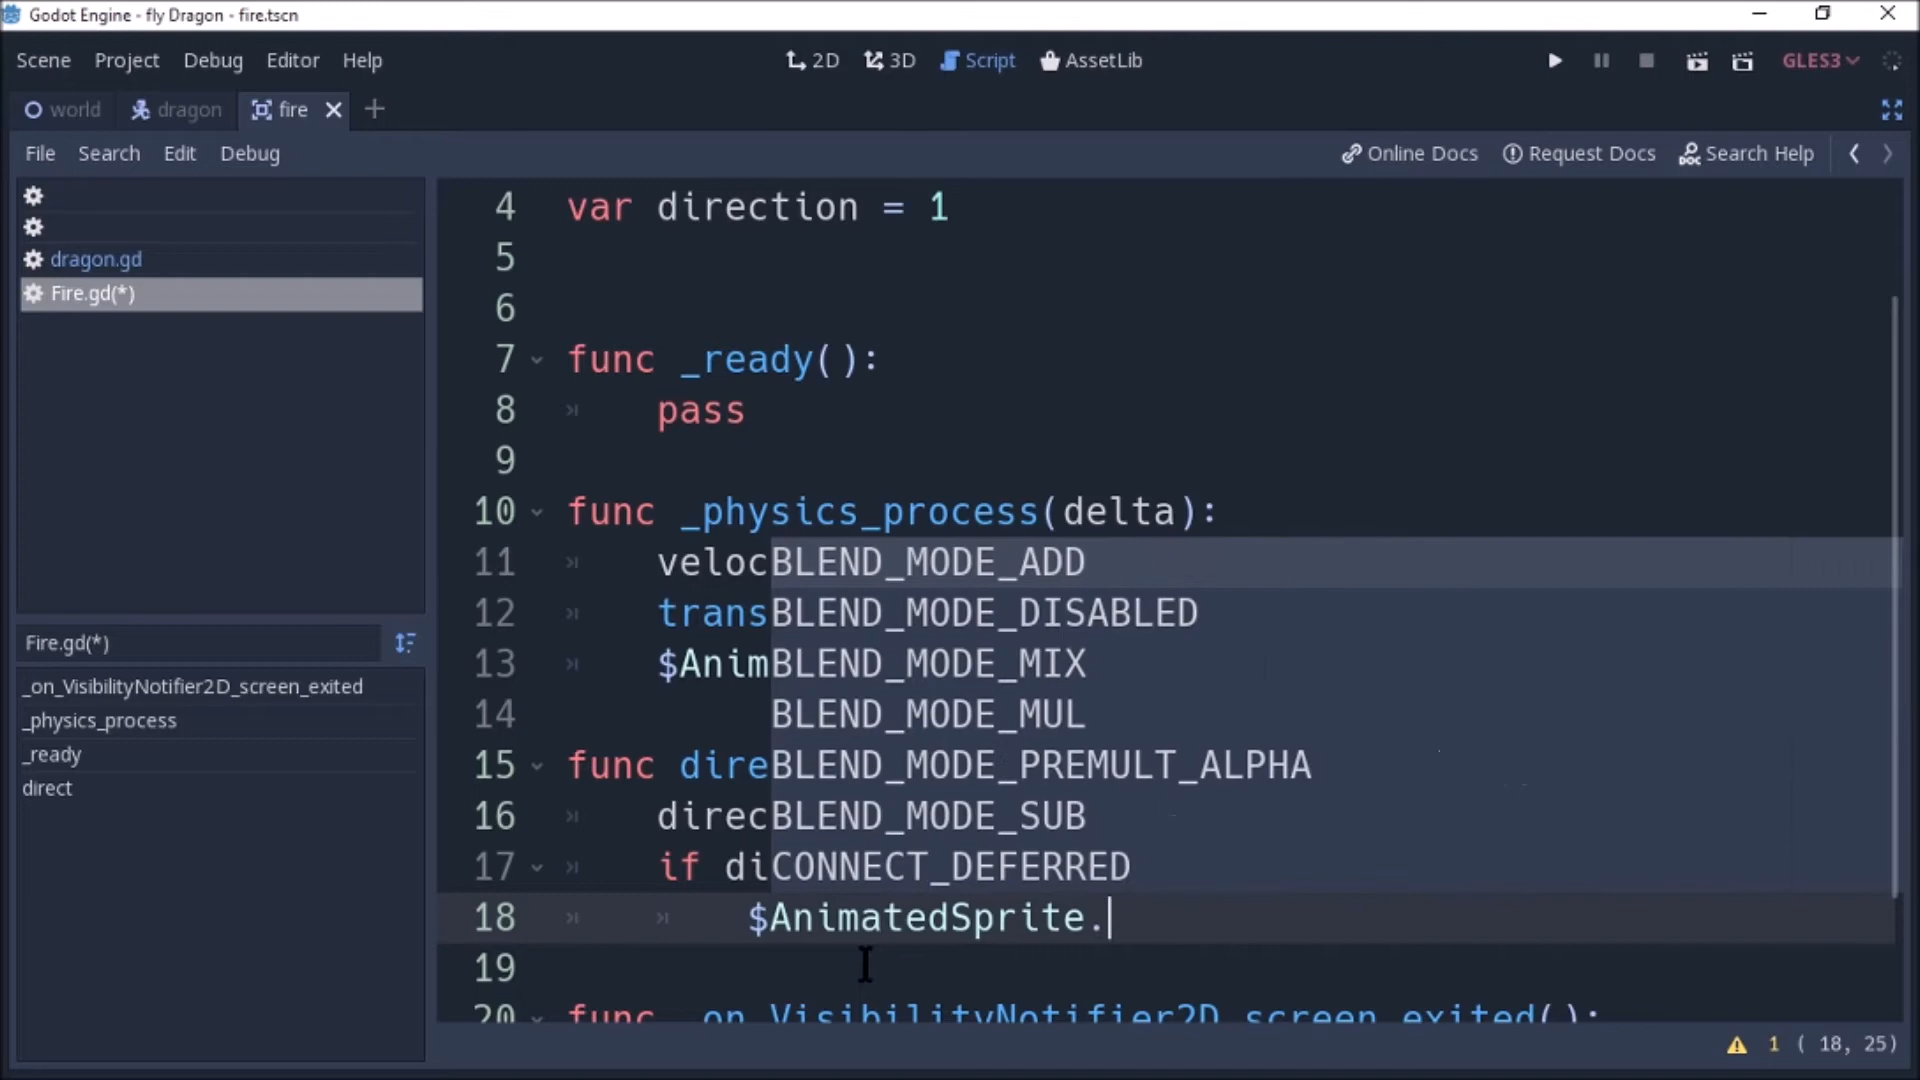 Godot Engine - fly Dragon - fire.tscn
Scene Project Debug Editor Help 2D 3D Script AssetLib GLES3
world dragon fire
File Search Edit Debug Online Docs Request Docs Search Help
dragon.gd
Fire.gd(*)
Fire.gd(*)
_on_VisibilityNotifier2D_screen_exited
_physics_process
_ready
direct
4 var direction = 1
5
6
7 func _ready():
8 pass
9
10 func _physics_process(delta):
11 velocBLEND_MODE_ADD
12 transBLEND_MODE_DISABLED
13 $AnimBLEND_MODE_MIX
14 BLEND_MODE_MUL
15 func direBLEND_MODE_PREMULT_ALPHA
16 direcBLEND_MODE_SUB
17 if diCONNECT_DEFERRED
18 $AnimatedSprite.
19
20 func _on_VisibilityNotifier2D_screen_exited():
1 ( 18, 25)